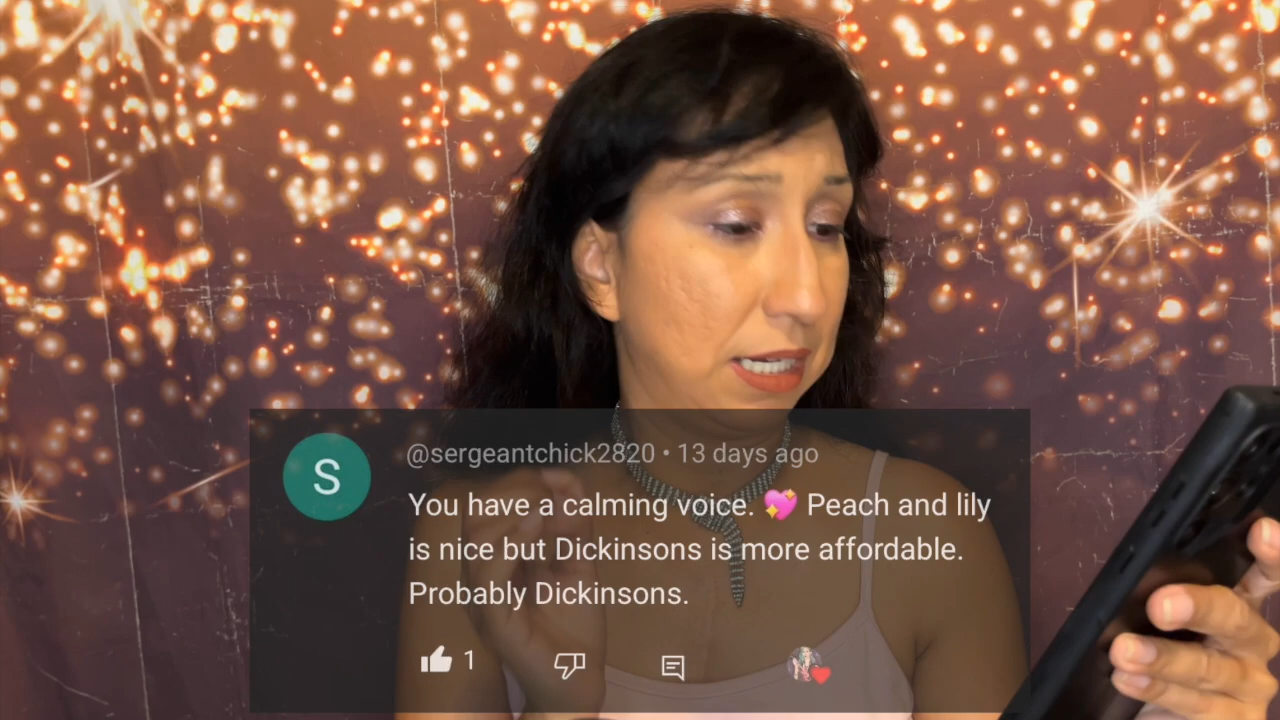 S
@sergeantchick2820 • 13 days ago
You have a calming voice. 💖 Peach and lily
is nice but Dickinsons is more affordable.
Probably Dickinsons.
1